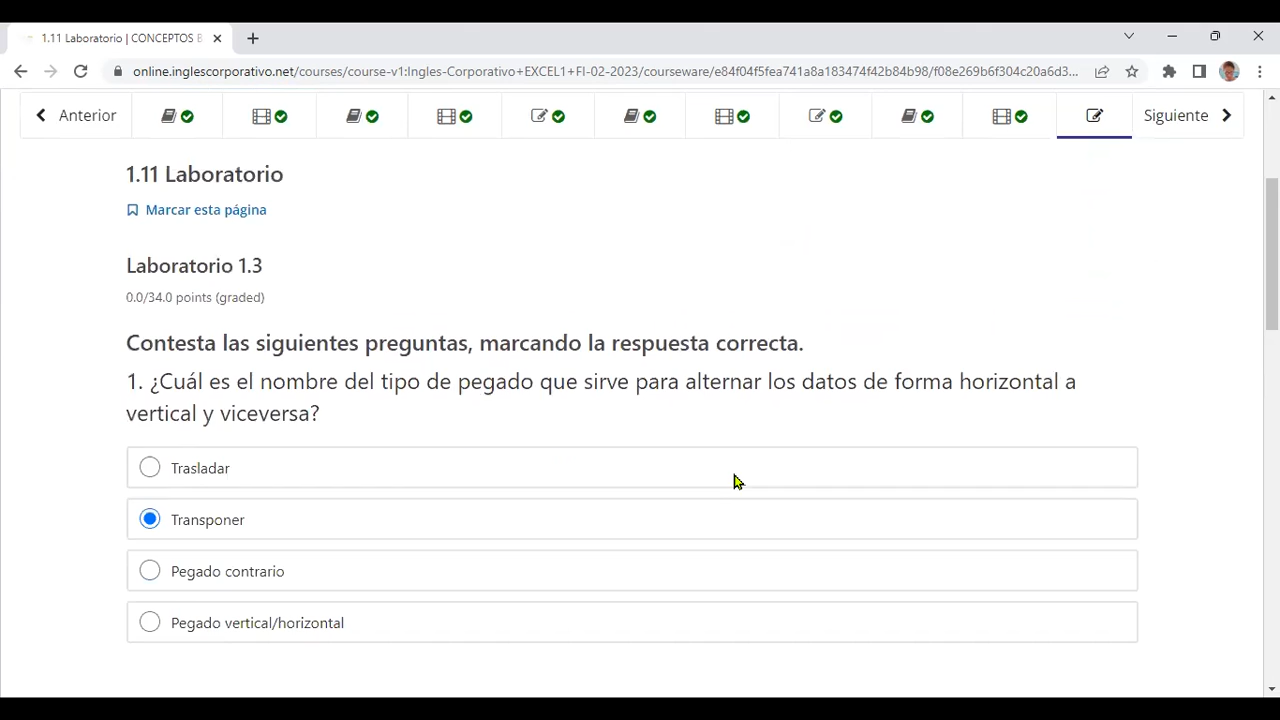 1.11 Laboratorio | CONCEPTOS B
online.inglescorporativo.net/courses/course-v1:Ingles-Corporativo+EXCEL1+FI-02-2023/courseware/e84f04f5fea741a8a183474f42b84b98/f08e269b6f304c20a6d3...
Anterior
Siguiente
1.11 Laboratorio
Marcar esta página
Laboratorio 1.3
0.0/34.0 points (graded)
Contesta las siguientes preguntas, marcando la respuesta correcta.
1. ¿Cuál es el nombre del tipo de pegado que sirve para alternar los datos de forma horizontal a
vertical y viceversa?
Trasladar
Transponer
Pegado contrario
Pegado vertical/horizontal